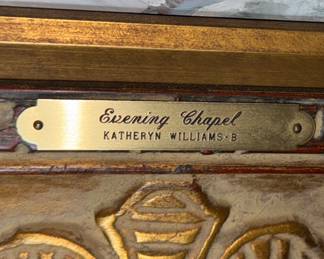 Evening Chapel
KATHERYN WILLIAMS-B